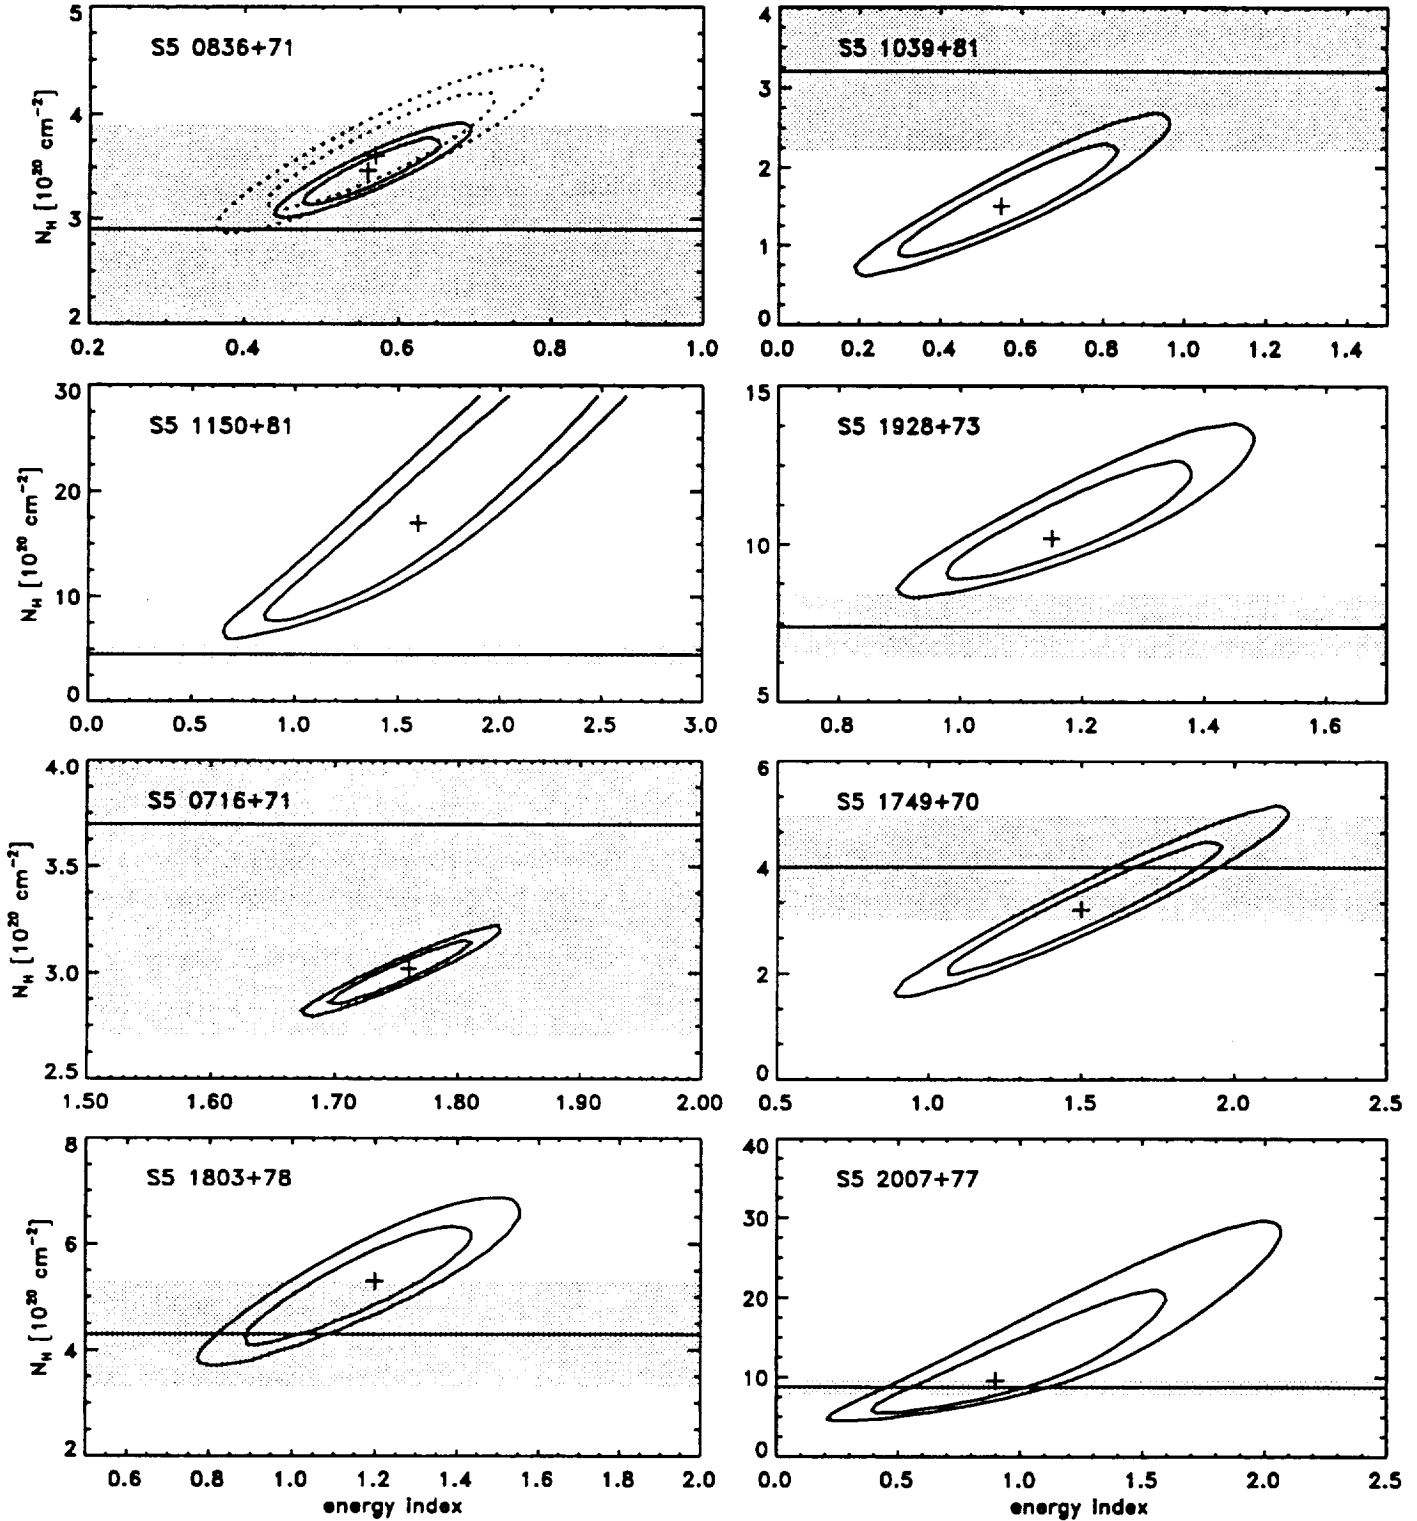 S5 0836+71
N_H [10^20 cm^-2]
5
4
3
2
0.2 0.4 0.6 0.8 1.0
S5 1039+81
4
3
2
1
0
0.0 0.2 0.4 0.6 0.8 1.0 1.2 1.4
S5 1150+81
N_H [10^20 cm^-2]
30
20
10
0
0.0 0.5 1.0 1.5 2.0 2.5 3.0
S5 1928+73
15
10
5
0.8 1.0 1.2 1.4 1.6
S5 0716+71
N_H [10^20 cm^-2]
4.0
3.5
3.0
2.5
1.50 1.60 1.70 1.80 1.90 2.00
S5 1749+70
6
4
2
0
0.5 1.0 1.5 2.0 2.5
S5 1803+78
N_H [10^20 cm^-2]
8
6
4
2
0.6 0.8 1.0 1.2 1.4 1.6 1.8 2.0
energy index
S5 2007+77
40
30
20
10
0
0.0 0.5 1.0 1.5 2.0 2.5
energy index